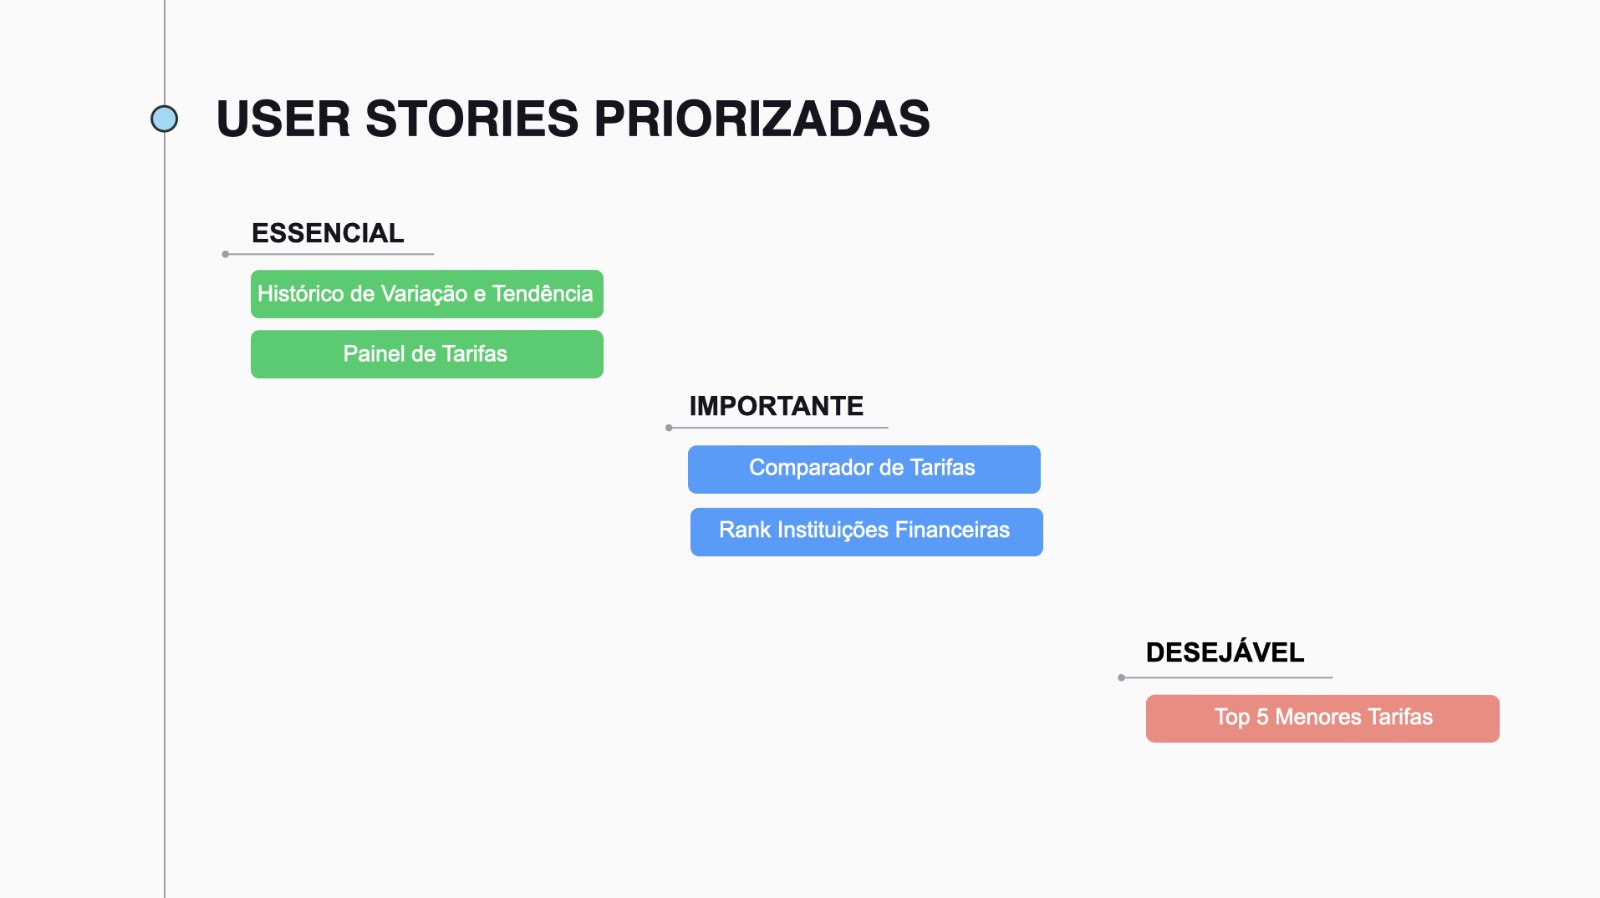 USER STORIES PRIORIZADAS
ESSENCIAL
Histórico de Variação e Tendência
Painel de Tarifas
IMPORTANTE
Comparador de Tarifas
Rank Instituições Financeiras
DESEJÁVEL
Top 5 Menores Tarifas